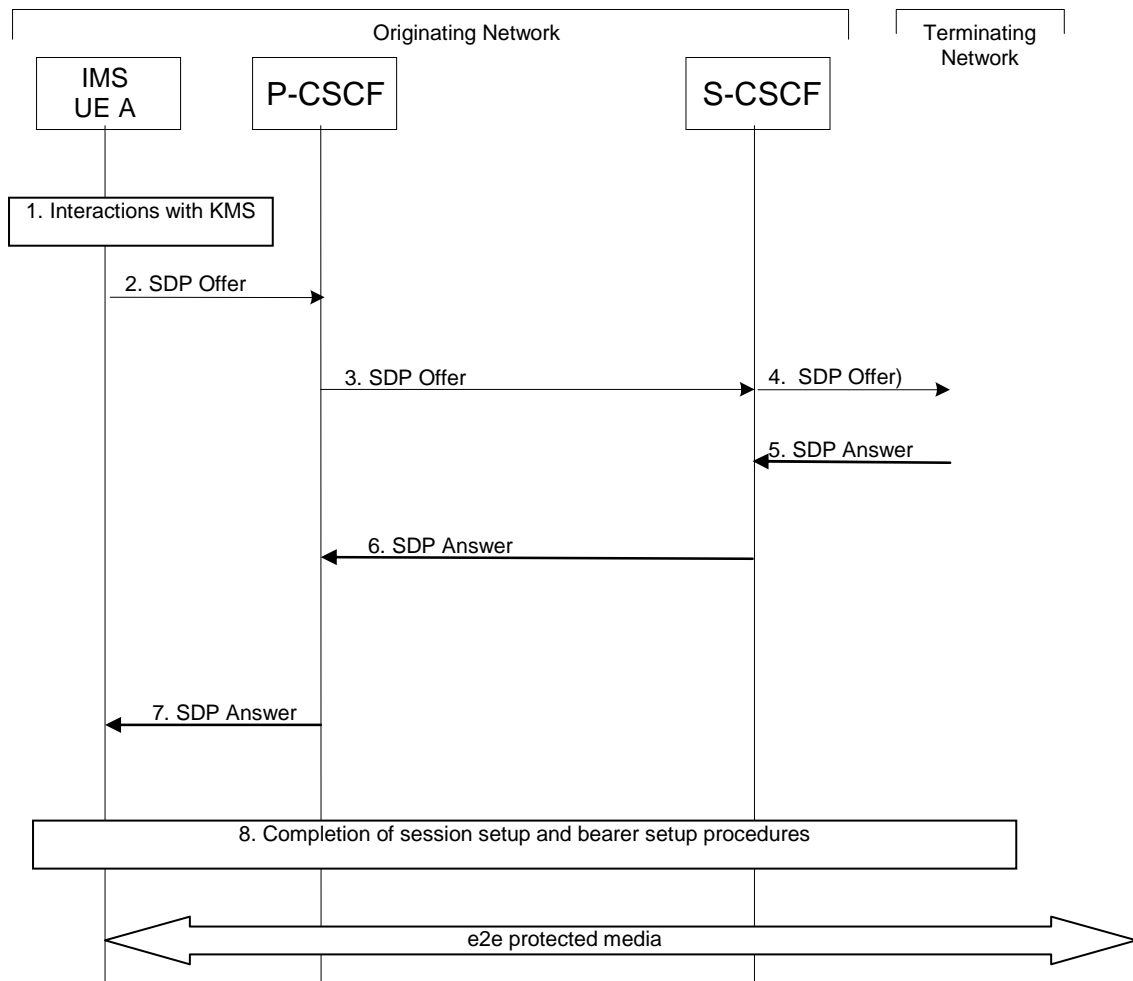 Originating Network
Terminating
Network
IMS
UE A
P-CSCF
S-CSCF
1. Interactions with KMS
2. SDP Offer
3. SDP Offer
4. SDP Offer)
5. SDP Answer
6. SDP Answer
7. SDP Answer
8. Completion of session setup and bearer setup procedures
e2e protected media